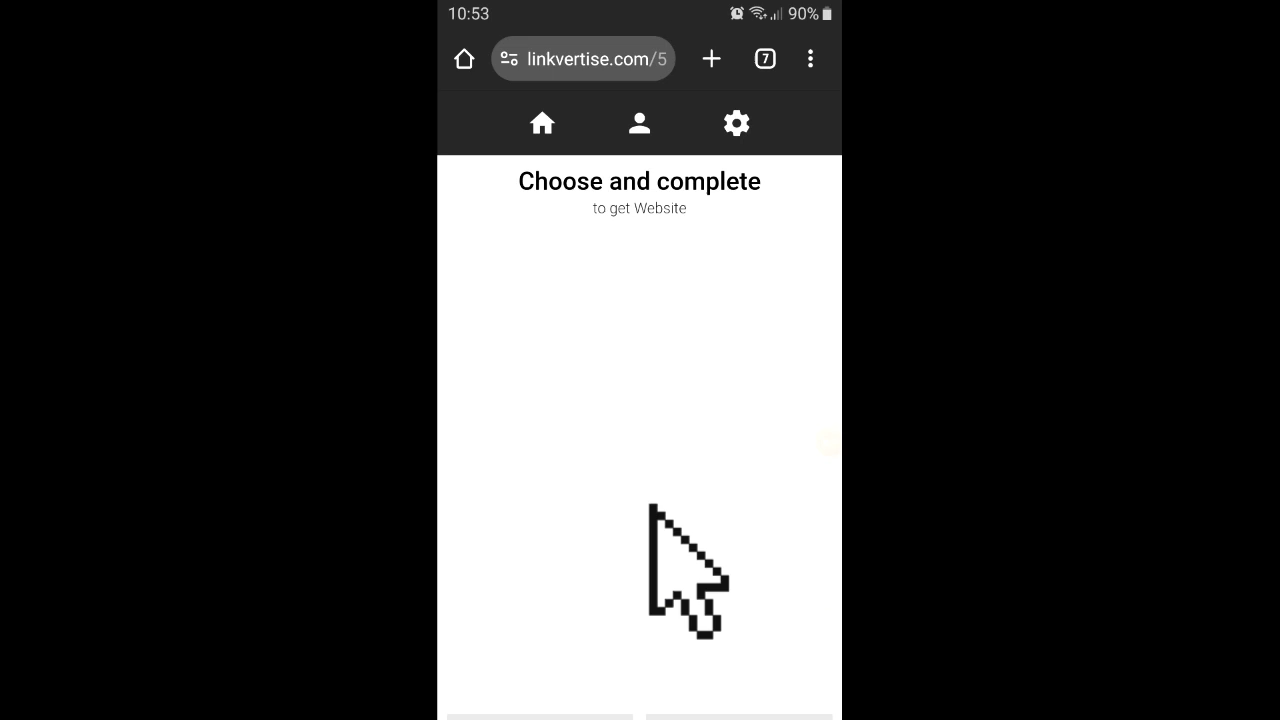 10:53
90%
linkvertise.com/5
7
Choose and complete
to get Website